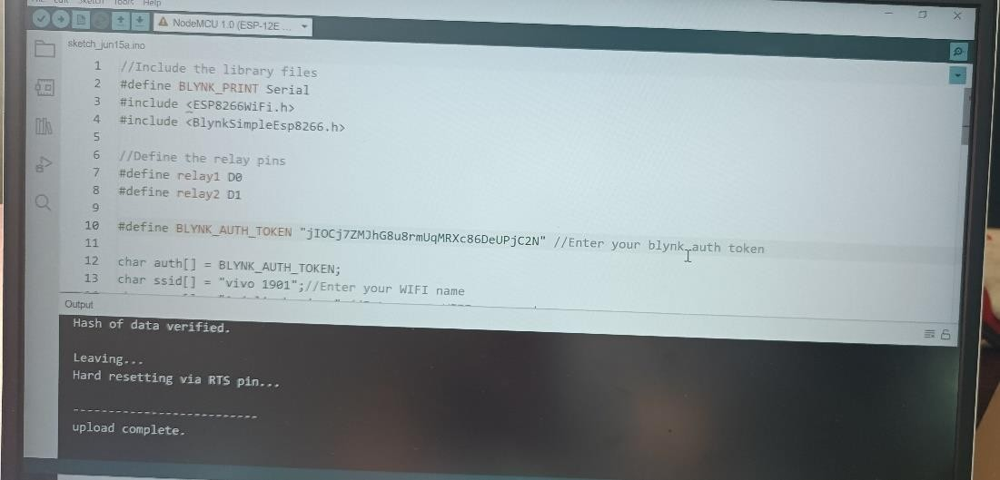 Edit Sketch Tools Help
NodeMCU 1.0 (ESP-12E ...
sketch_jun15a.ino
1 //Include the library files
2 #define BLYNK_PRINT Serial
3 #include <ESP8266WiFi.h>
4 #include <BlynkSimpleEsp8266.h>
5
6 //Define the relay pins
7 #define relay1 D0
8 #define relay2 D1
9
10 #define BLYNK_AUTH_TOKEN "jIOCj7ZMJhG8u8rmUqMRXc86DeUPjC2N" //Enter your blynk auth token
11
12 char auth[] = BLYNK_AUTH_TOKEN;
13 char ssid[] = "vivo 1901";//Enter your WIFI name
Output
Hash of data verified.
Leaving...
Hard resetting via RTS pin...
--------------------------
upload complete.